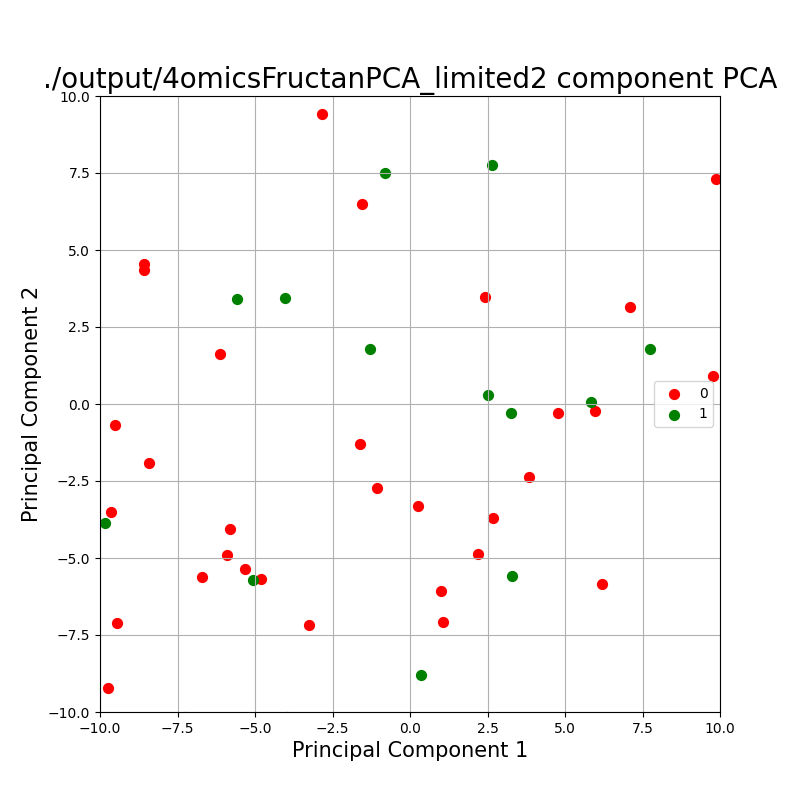 ./output/4omicsFructanPCA_limited2 component PCA
10.0
7.5
5.0
2.5
0.0
−2.5
−5.0
−7.5
−10.0
Principal Component 2
0
1
−10.0 −7.5 −5.0 −2.5 0.0 2.5 5.0 7.5 10.0
Principal Component 1